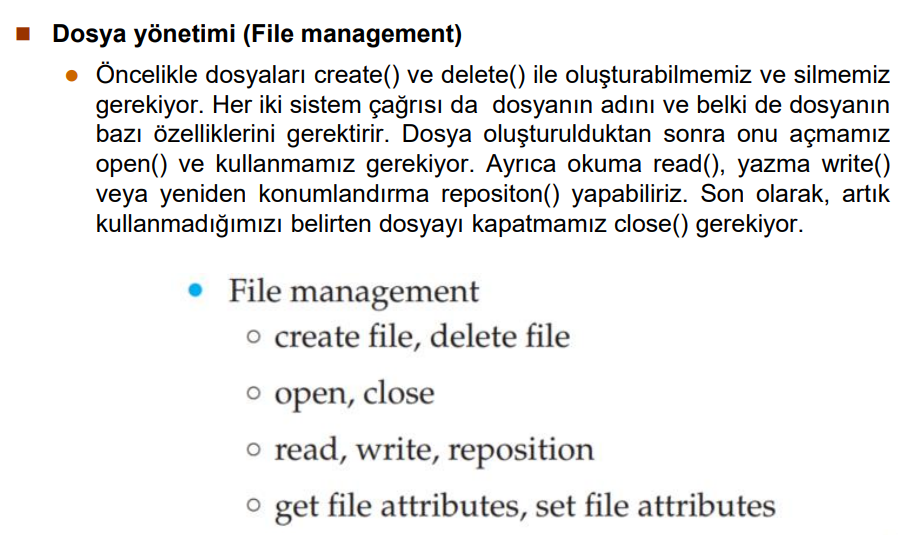 Dosya yönetimi (File management)
Öncelikle dosyaları create() ve delete() ile oluşturabilmemiz ve silmemiz
gerekiyor. Her iki sistem çağrısı da dosyanın adını ve belki de dosyanın
bazı özelliklerini gerektirir. Dosya oluşturulduktan sonra onu açmamız
open() ve kullanmamız gerekiyor. Ayrıca okuma read(), yazma write()
veya yeniden konumlandırma repositon() yapabiliriz. Son olarak, artık
kullanmadığımızı belirten dosyayı kapatmamız close() gerekiyor.
File management
create file, delete file
open, close
read, write, reposition
get file attributes, set file attributes